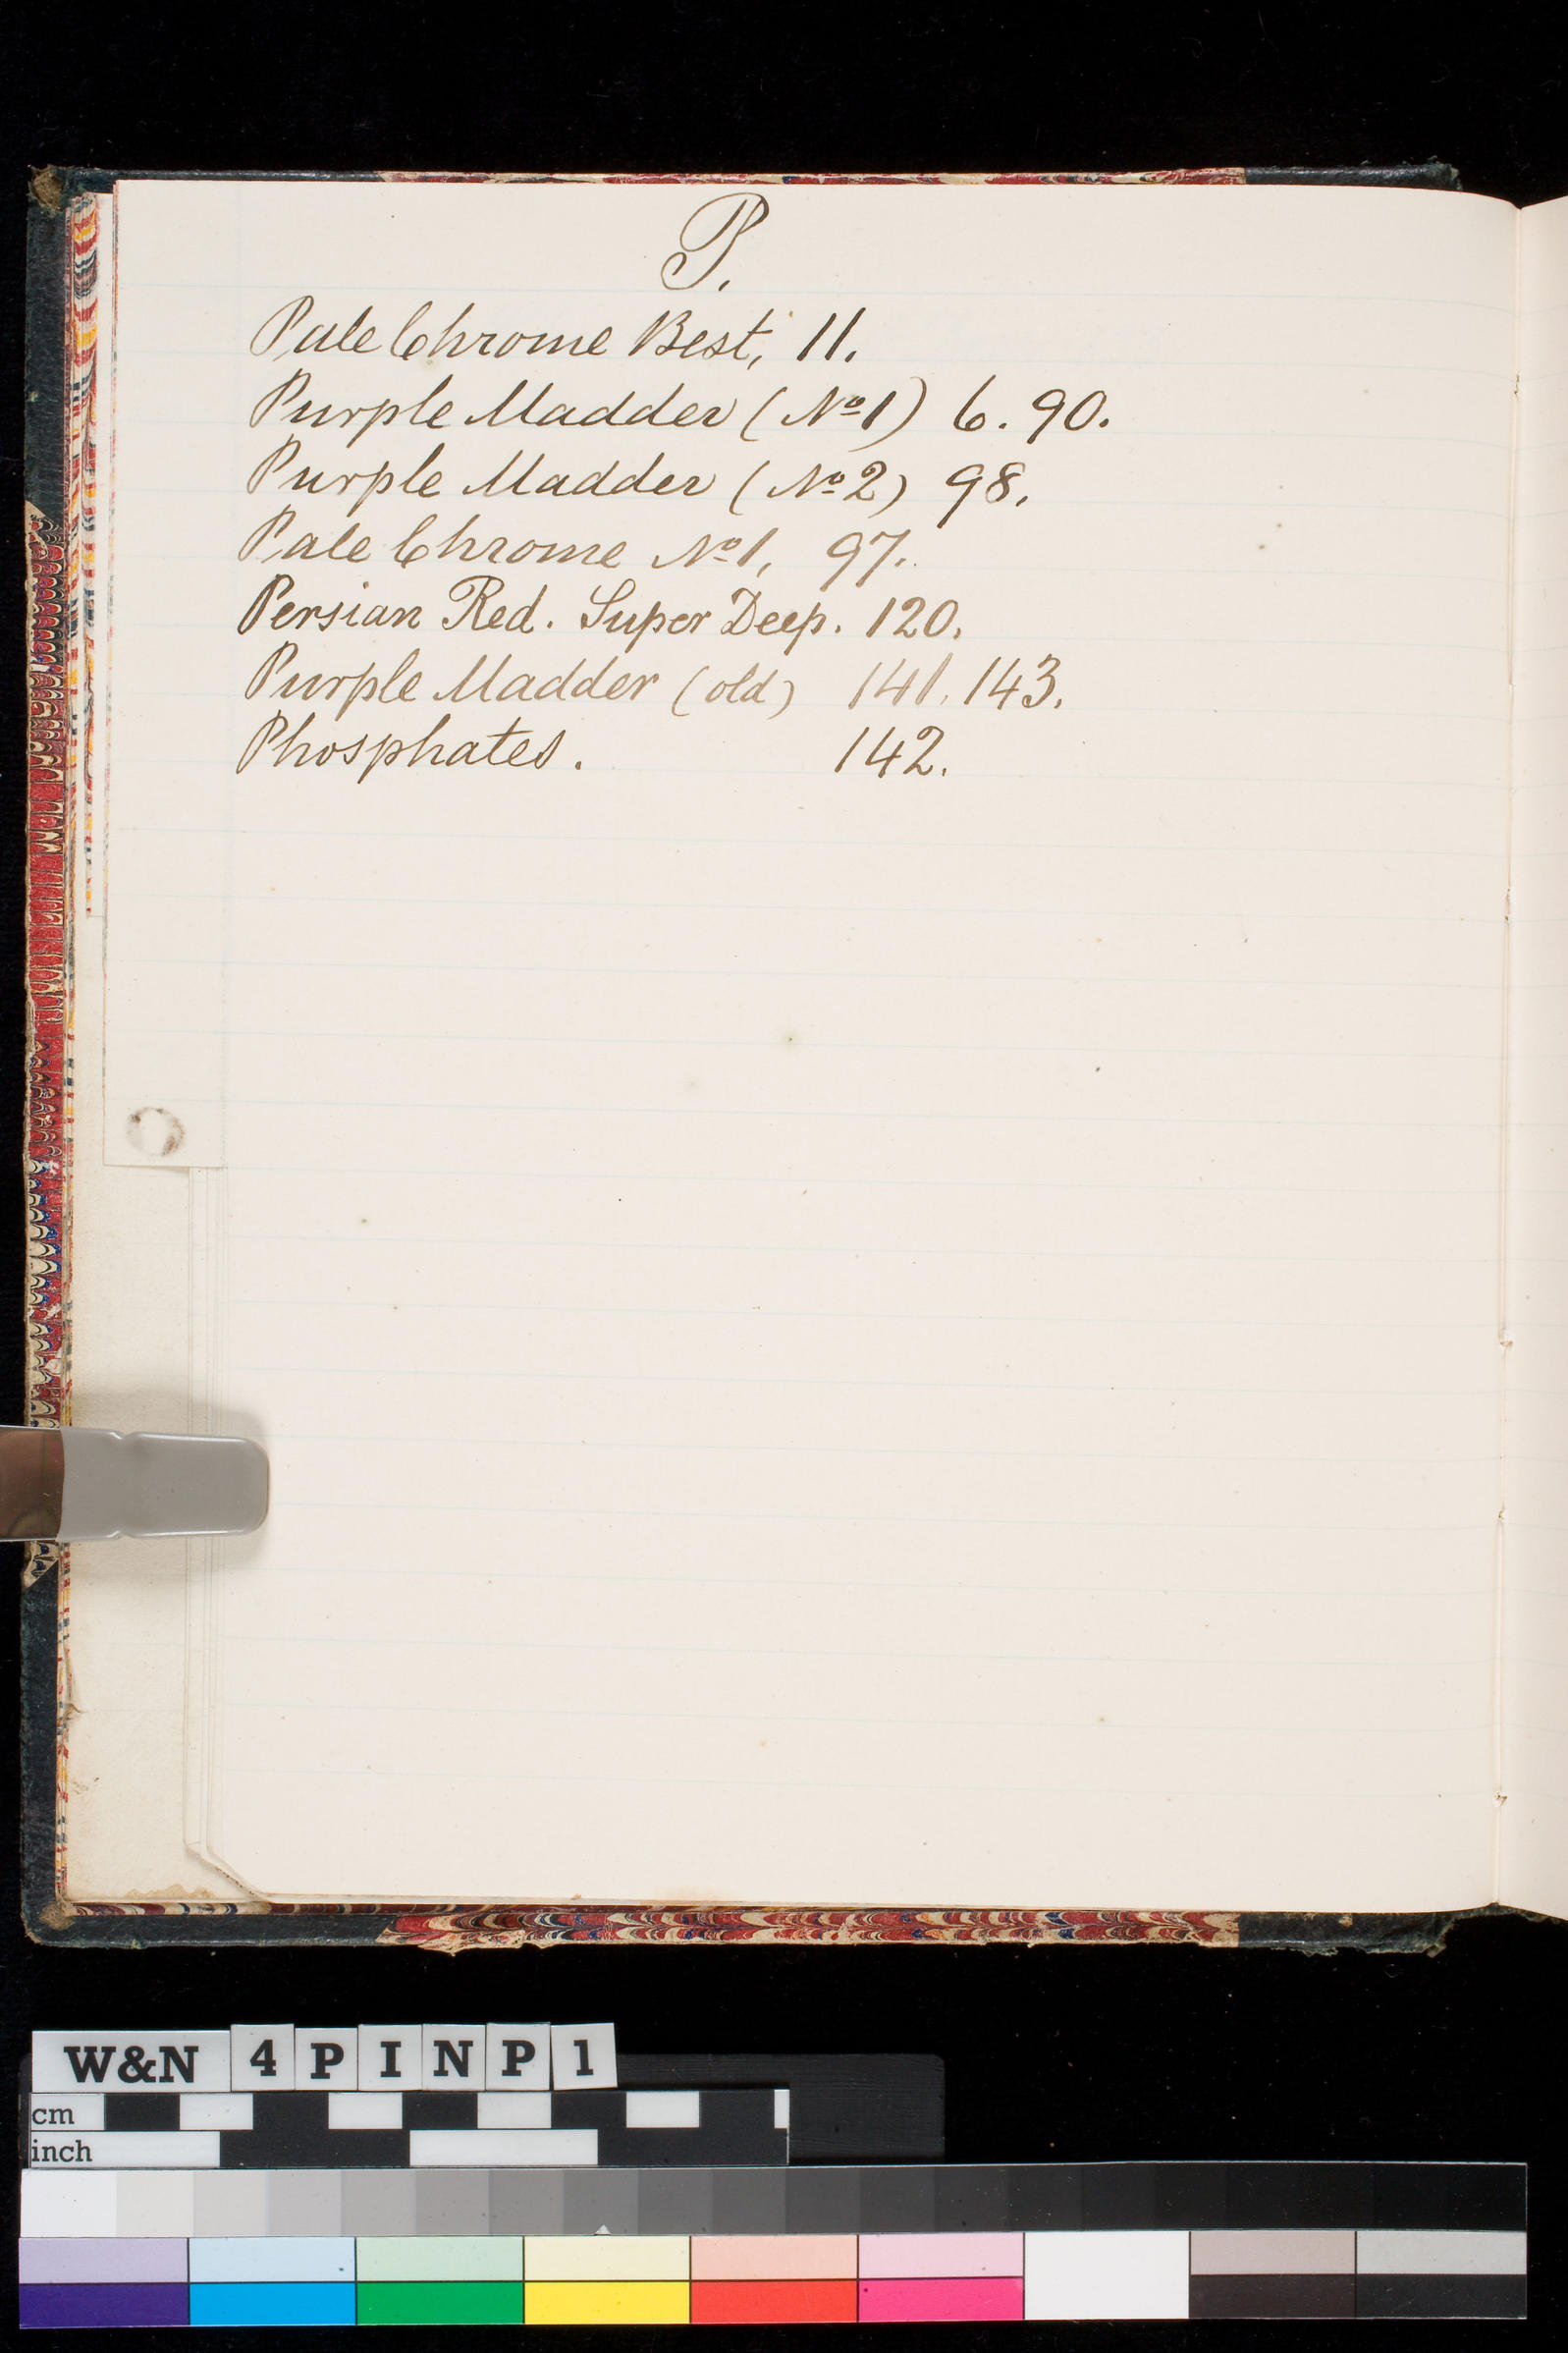 P.
Pale Chrome Best, 11.
Purple Madder (No 1) 6. 90.
Purple Madder (No 2) 98.
Pale Chrome No 1, 97.
Persian Red. Super Deep. 120.
Purple Madder (old) 141. 143.
Phosphates. 142.
W&N 4 P I N P 1
cm
inch